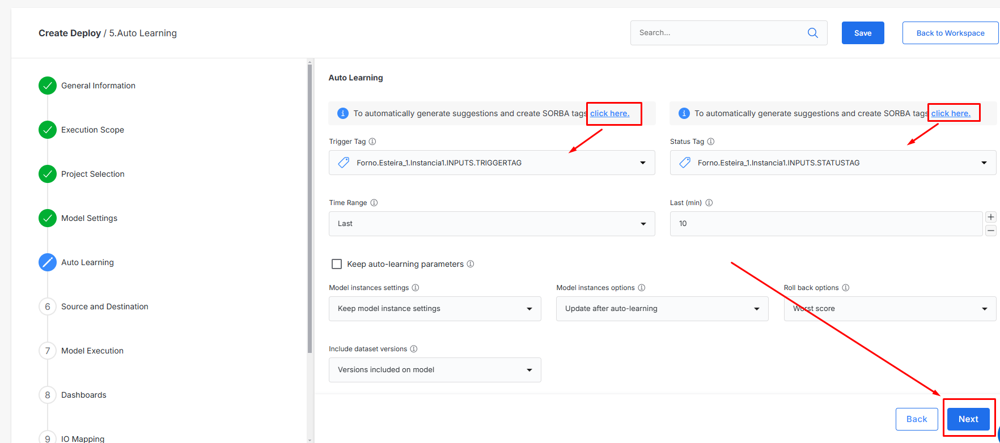 Create Deploy / 5.Auto Learning
Search...
Save
Back to Workspace
General Information
Execution Scope
Project Selection
Model Settings
Auto Learning
6 Source and Destination
7 Model Execution
8 Dashboards
9 IO Mapping
Auto Learning
To automatically generate suggestions and create SORBA tags click here.
To automatically generate suggestions and create SORBA tags click here.
Trigger Tag
Forno.Esteira_1.Instancia1.INPUTS.TRIGGERTAG
Status Tag
Forno.Esteira_1.Instancia1.INPUTS.STATUSTAG
Time Range
Last
Last (min)
10
Keep auto-learning parameters
Model instances settings
Keep model instance settings
Model instances options
Update after auto-learning
Roll back options
Worst score
Include dataset versions
Versions included on model
Back
Next